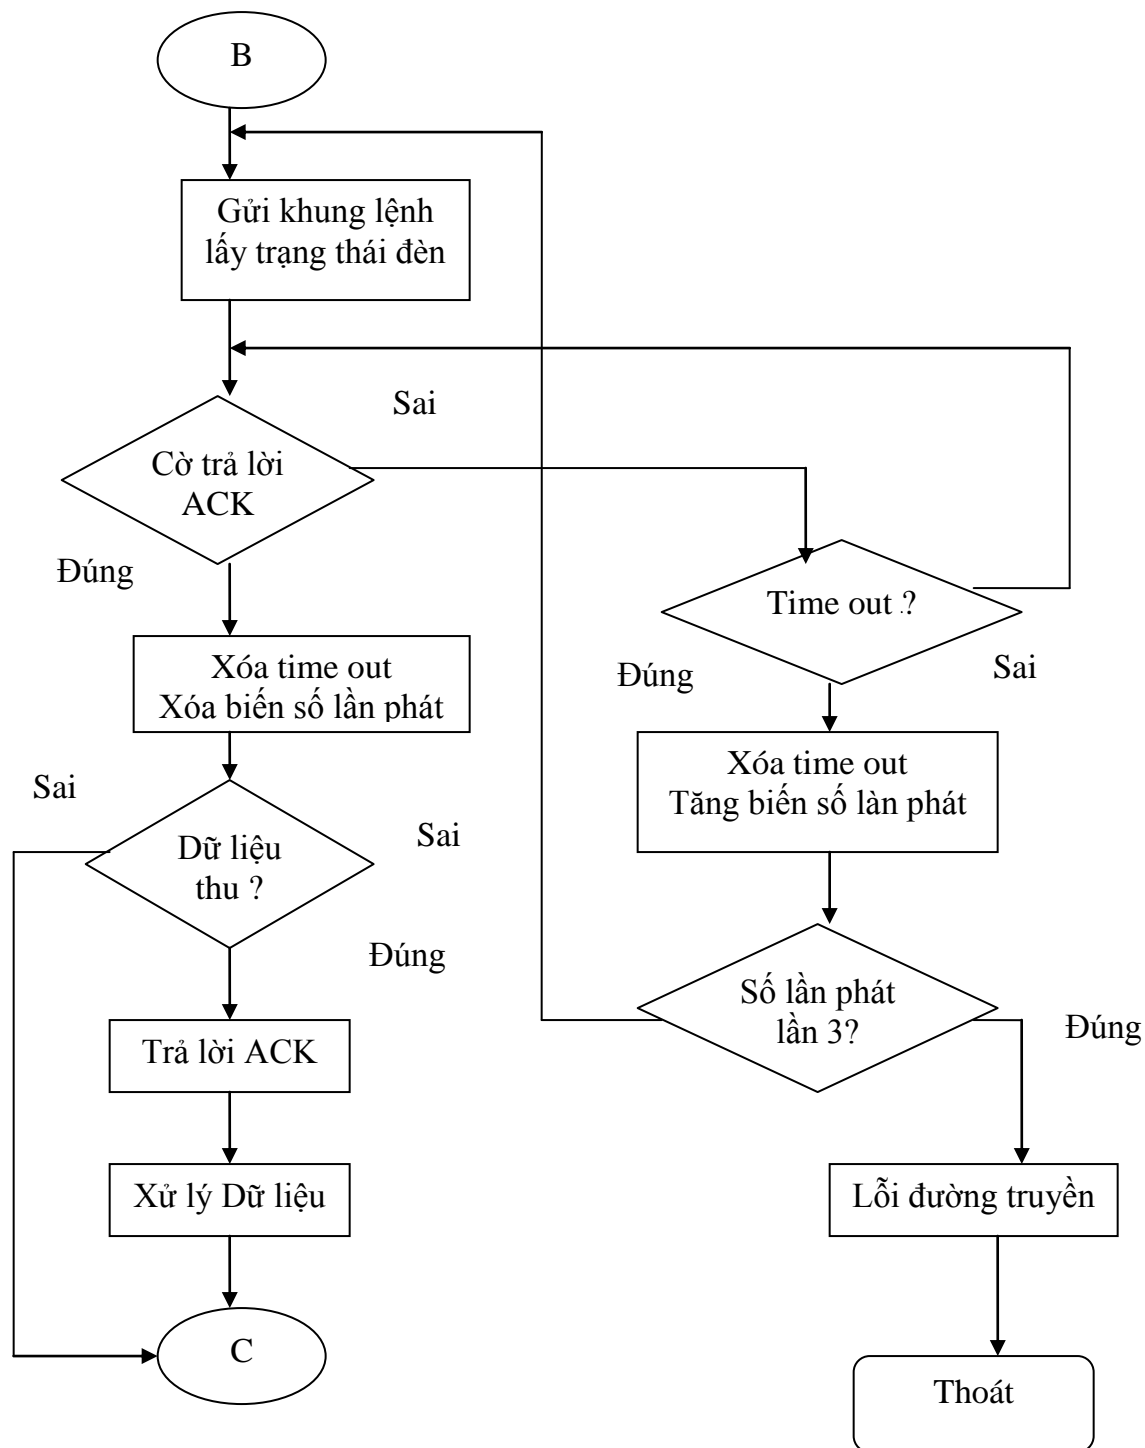 B
Gửi khung lệnh
lấy trạng thái đèn
Sai
Cờ trả lời
ACK
Đúng
Time out .?
Đúng
Sai
Xóa time out
Xóa biến số lần phát
Xóa time out
Tăng biến số làn phát
Sai
Sai
Dữ liệu
thu ?
Đúng
Số lần phát
lần 3?
Đúng
Trả lời ACK
Xử lý Dữ liệu
Lỗi đường truyền
C
Thoát